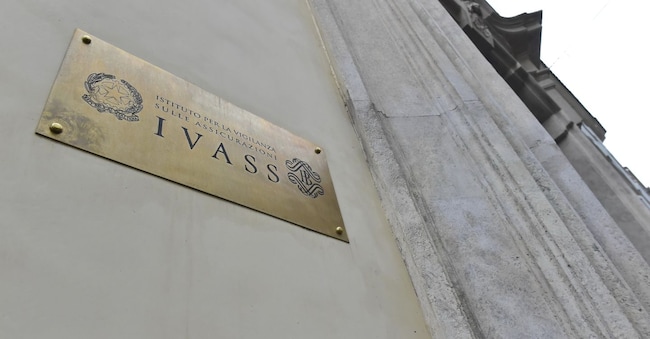 ISTITUTO PER LA VIGILANZA
SULLE ASSICURAZIONI
IVASS